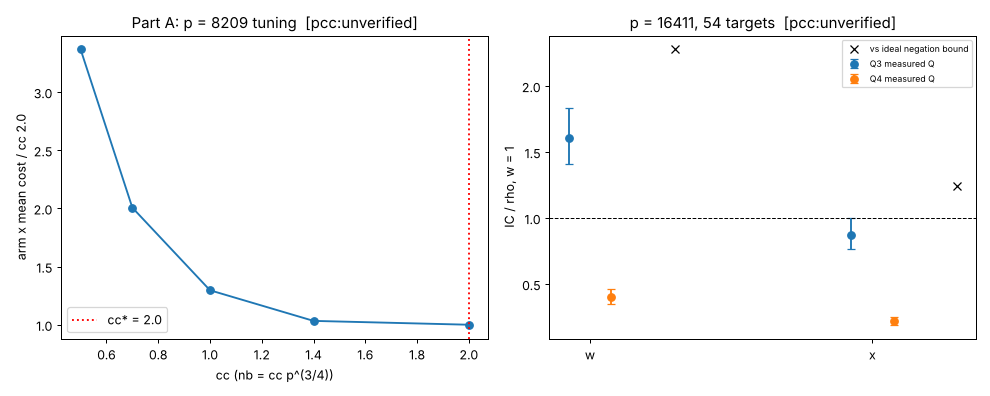 Part A: p = 8209 tuning  [pcc:unverified]
arm x mean cost / cc 2.0
3.0
2.5
2.0
1.5
1.0
cc* = 2.0
0.6
0.8
1.0
1.2
1.4
1.6
1.8
2.0
cc (nb = cc p^(3/4))
p = 16411, 54 targets  [pcc:unverified]
IC / rho, w = 1
2.0
1.5
1.0
0.5
vs ideal negation bound
Q3 measured Q
Q4 measured Q
w
x